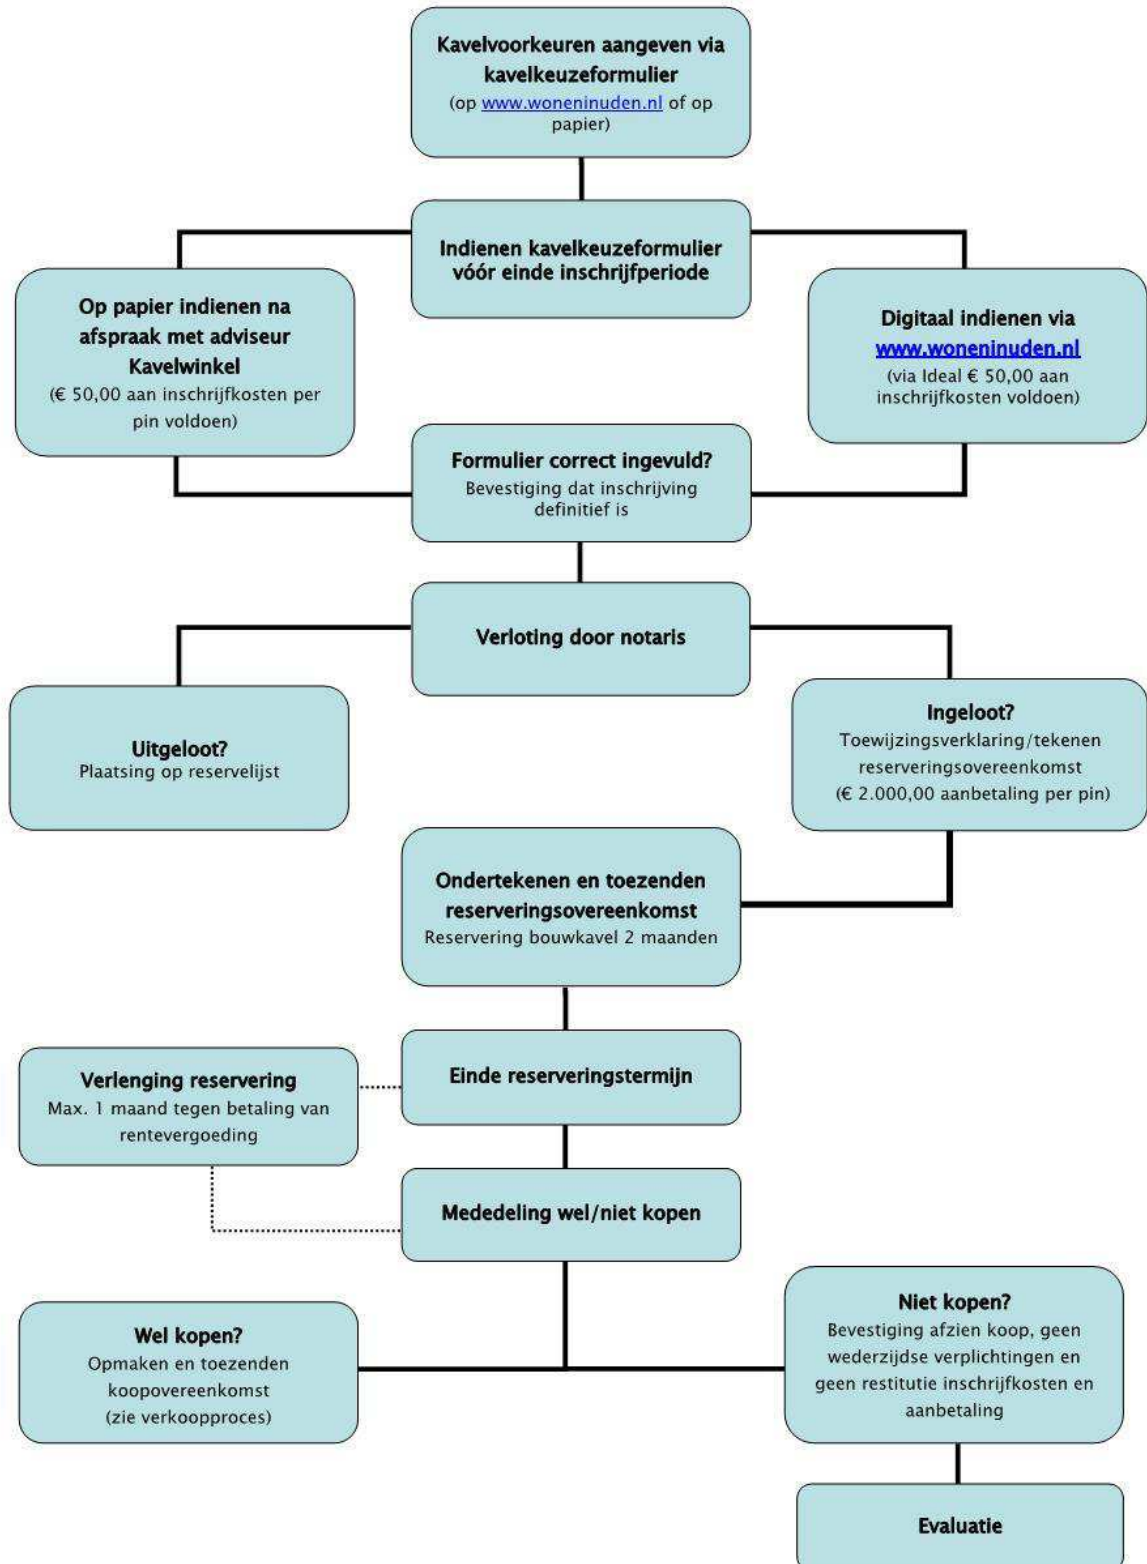 Kavelvoorkeuren aangeven via
kavelkeuzeformulier
(op www.woneninuden.nl of op
papier)
Indienen kavelkeuzeformulier
vóór einde inschrijfperiode
Op papier indienen na
afspraak met adviseur
Kavelwinkel
(€ 50,00 aan inschrijfkosten per
pin voldoen)
Digitaal indienen via
www.woneninuden.nl
(via Ideal € 50,00 aan
inschrijfkosten voldoen)
Formulier correct ingevuld?
Bevestiging dat inschrijving
definitief is
Verloting door notaris
Uitgeloot?
Plaatsing op reservelijst
Ingeloot?
Toewijzingsverklaring/tekenen
reserveringsovereenkomst
(€ 2.000,00 aanbetaling per pin)
Ondertekenen en toezenden
reserveringsovereenkomst
Reservering bouwkavel 2 maanden
Einde reserveringstermijn
Verlenging reservering
Max. 1 maand tegen betaling van
rentevergoeding
Mededeling wel/niet kopen
Wel kopen?
Opmaken en toezenden
koopovereenkomst
(zie verkoopproces)
Niet kopen?
Bevestiging afzien koop, geen
wederzijdse verplichtingen en
geen restitutie inschrijfkosten en
aanbetaling
Evaluatie